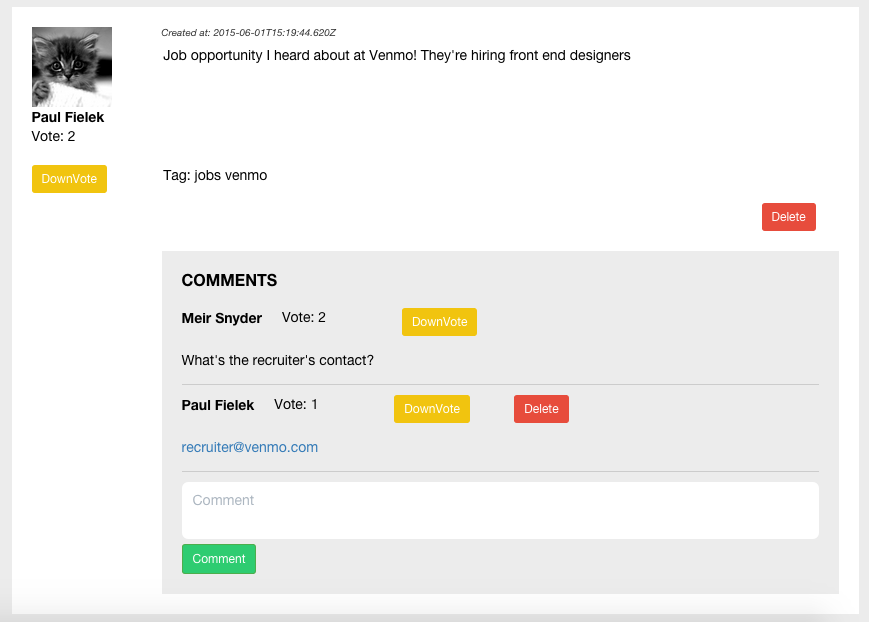 Created at: 2015-06-01T15:19:44.620Z
Job opportunity I heard about at Venmo! They're hiring front end designers
Paul Fielek
Vote: 2
DownVote
Tag: jobs venmo
Delete
COMMENTS
Meir Snyder Vote: 2 DownVote
What's the recruiter's contact?
Paul Fielek Vote: 1 DownVote Delete
recruiter@venmo.com
Comment
Comment